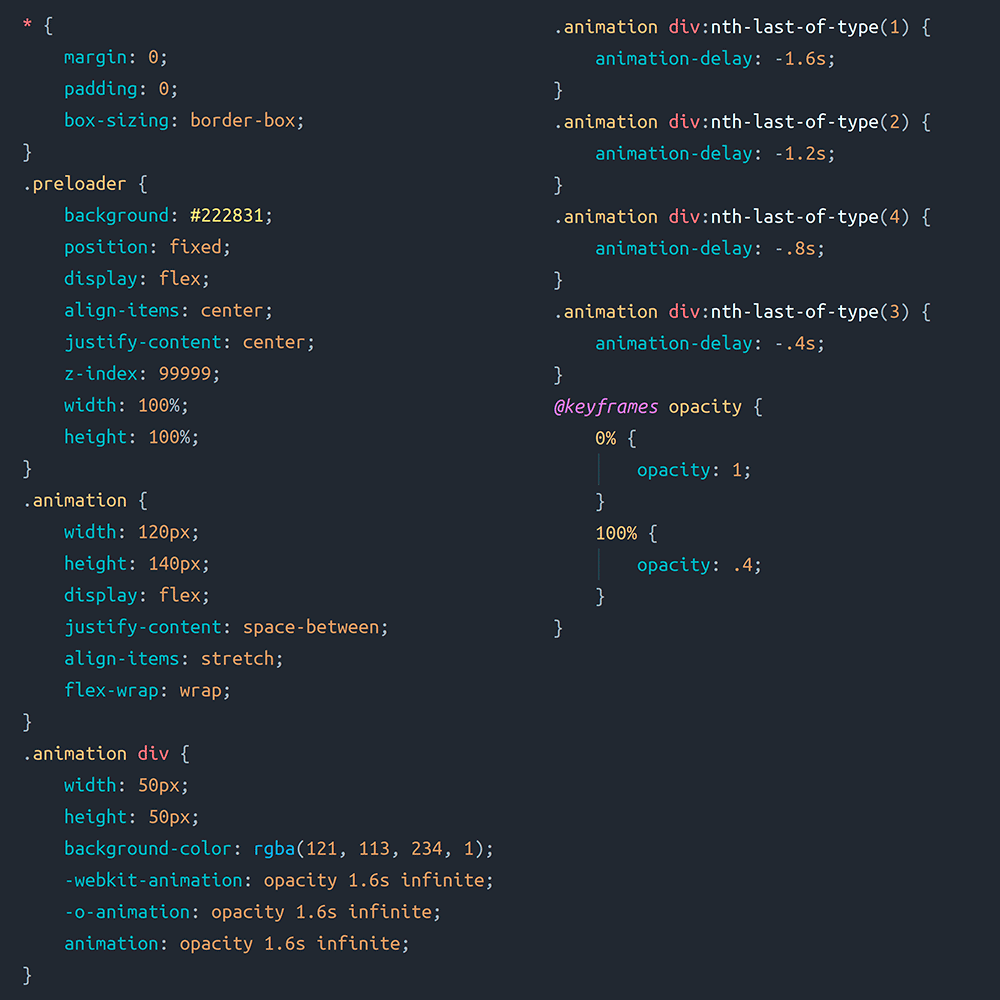 * {
    margin: 0;
    padding: 0;
    box-sizing: border-box;
}
.preloader {
    background: #222831;
    position: fixed;
    display: flex;
    align-items: center;
    justify-content: center;
    z-index: 99999;
    width: 100%;
    height: 100%;
}
.animation {
    width: 120px;
    height: 140px;
    display: flex;
    justify-content: space-between;
    align-items: stretch;
    flex-wrap: wrap;
}
.animation div {
    width: 50px;
    height: 50px;
    background-color: rgba(121, 113, 234, 1);
    -webkit-animation: opacity 1.6s infinite;
    -o-animation: opacity 1.6s infinite;
    animation: opacity 1.6s infinite;
}
.animation div:nth-last-of-type(1) {
    animation-delay: -1.6s;
}
.animation div:nth-last-of-type(2) {
    animation-delay: -1.2s;
}
.animation div:nth-last-of-type(4) {
    animation-delay: -.8s;
}
.animation div:nth-last-of-type(3) {
    animation-delay: -.4s;
}
@keyframes opacity {
    0% {
        opacity: 1;
    }
    100% {
        opacity: .4;
    }
}